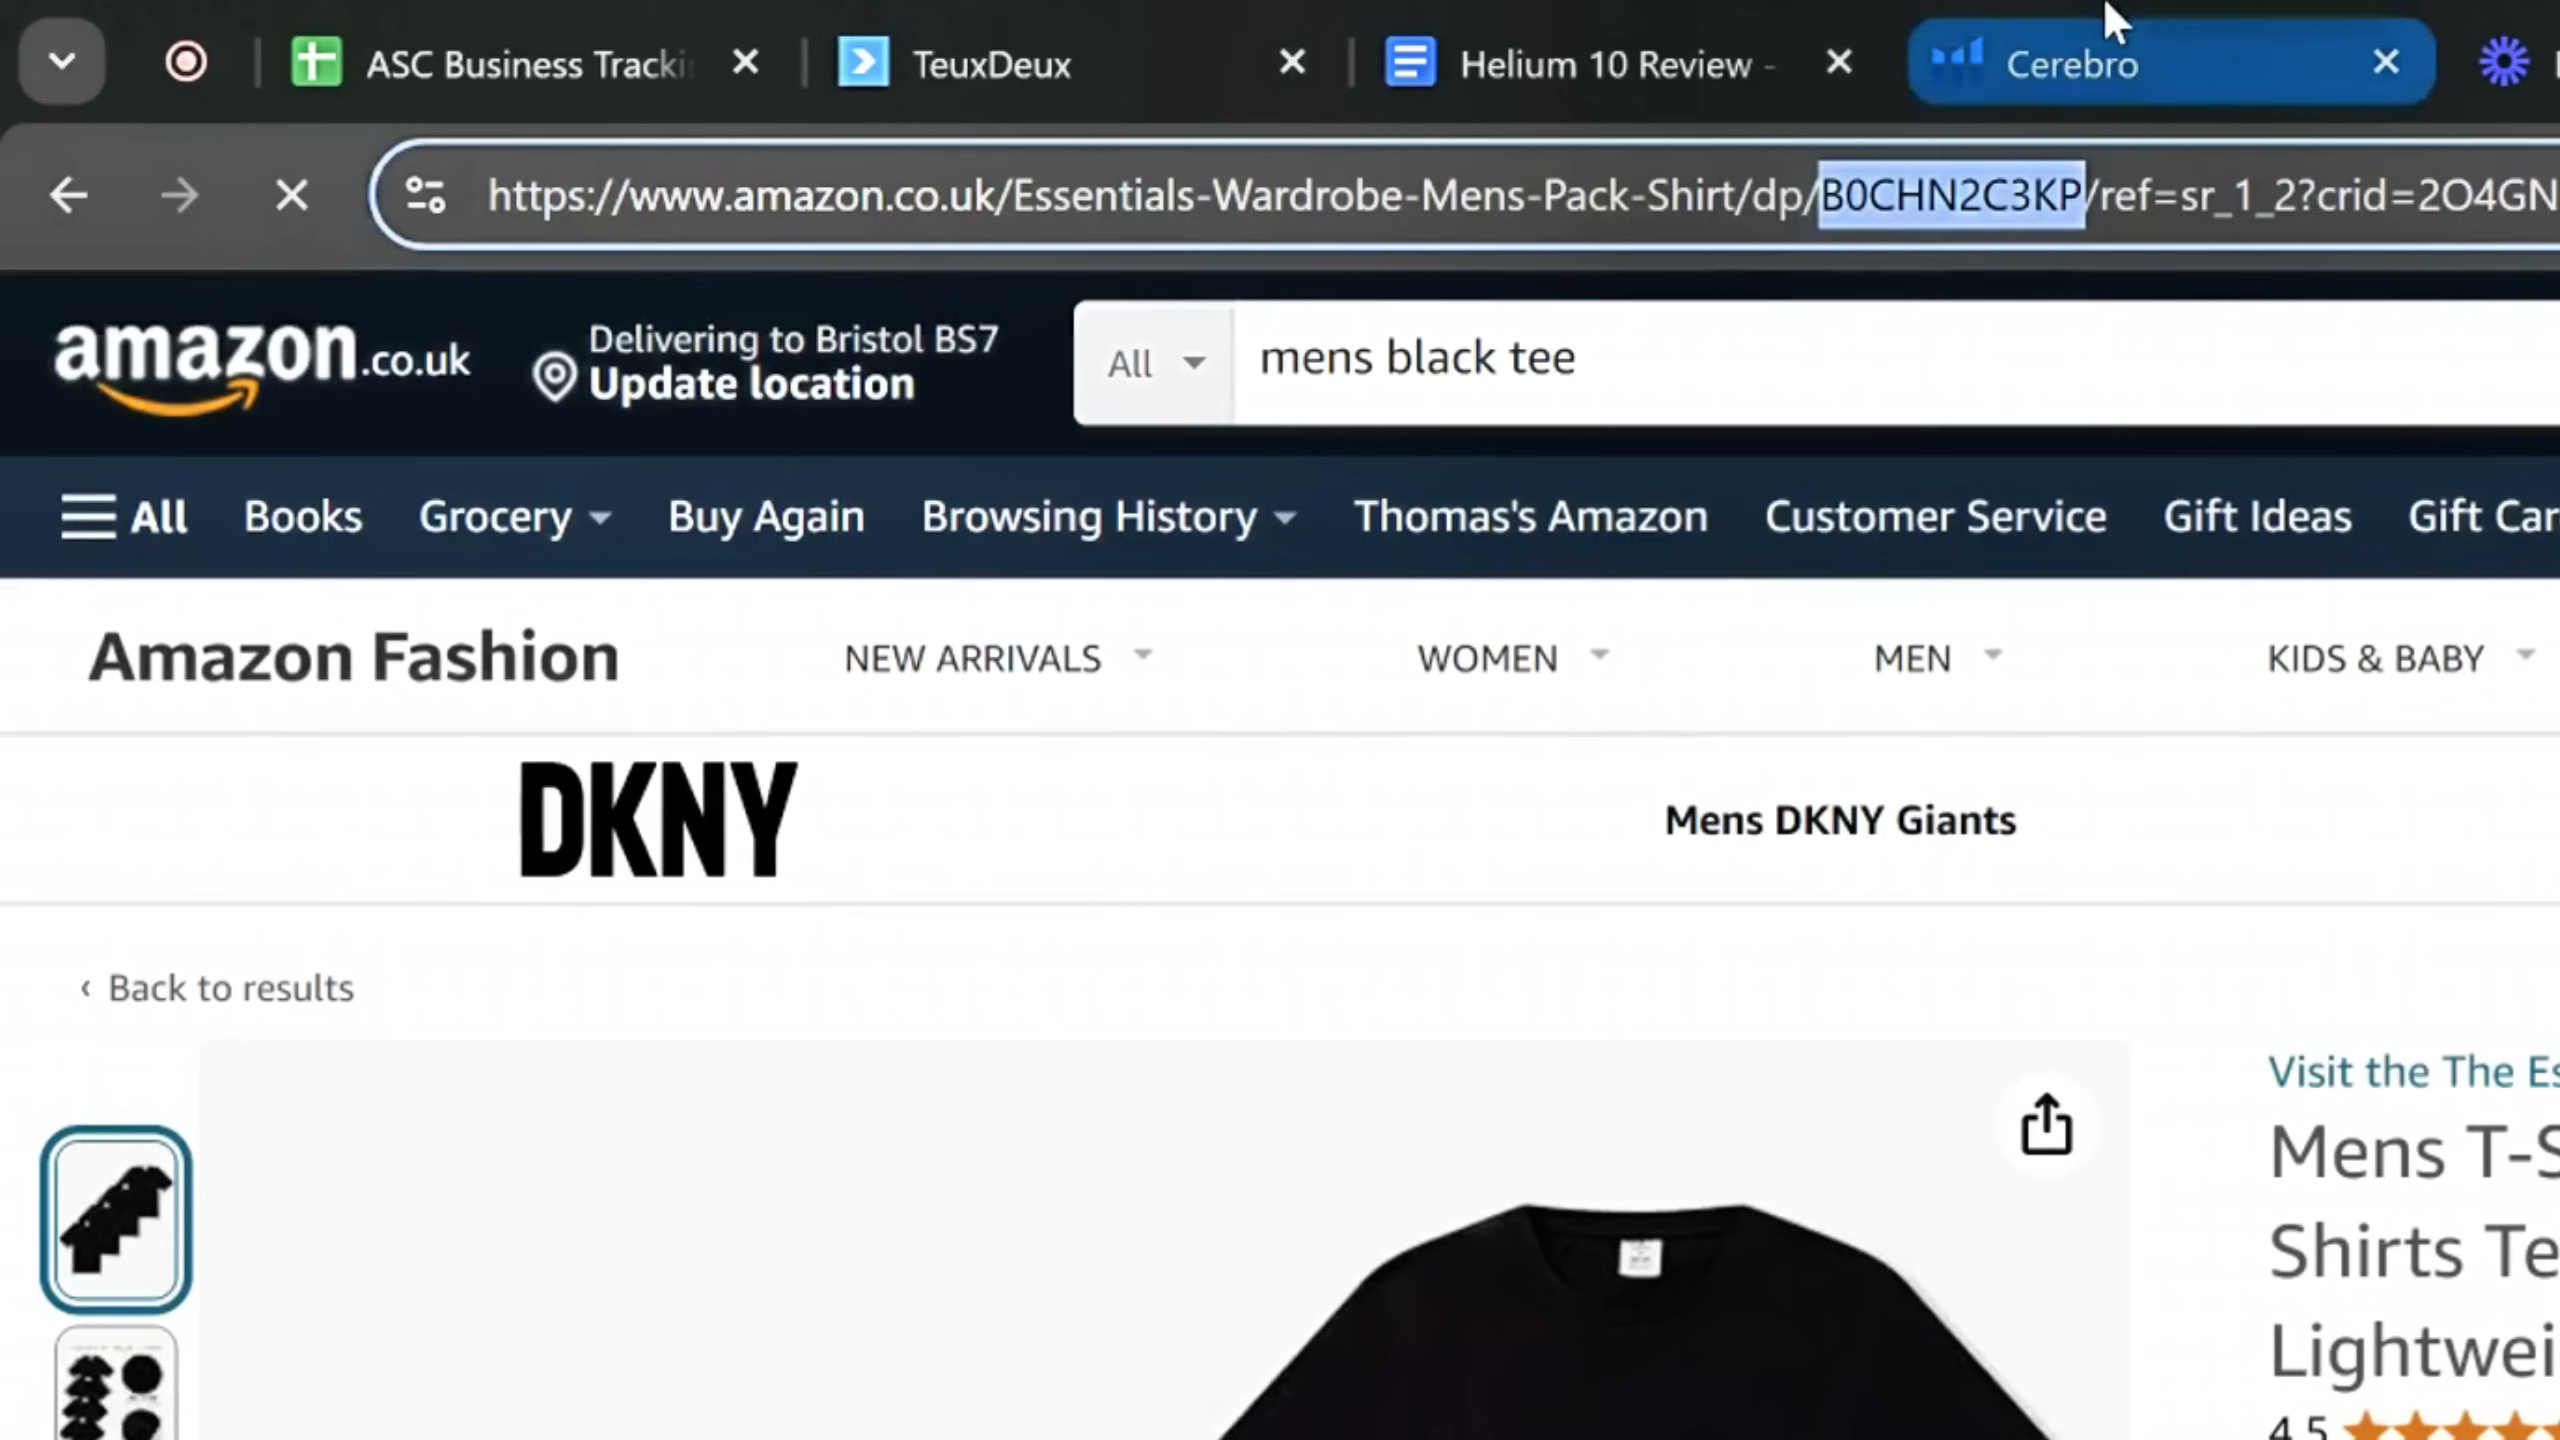 ASC Business Tracki
TeuxDeux
Helium 10 Review -
Cerebro
https://www.amazon.co.uk/Essentials-Wardrobe-Mens-Pack-Shirt/dp/B0CHN2C3KP/ref=sr_1_2?crid=2O4GN
amazon.co.uk
Delivering to Bristol BS7
Update location
All
mens black tee
All Books Grocery Buy Again Browsing History Thomas's Amazon Customer Service Gift Ideas Gift Car
Amazon Fashion NEW ARRIVALS WOMEN MEN KIDS & BABY
DKNY Mens DKNY Giants
‹ Back to results
Visit the The Es
Mens T-S
Shirts Te
Lightwei
4.5